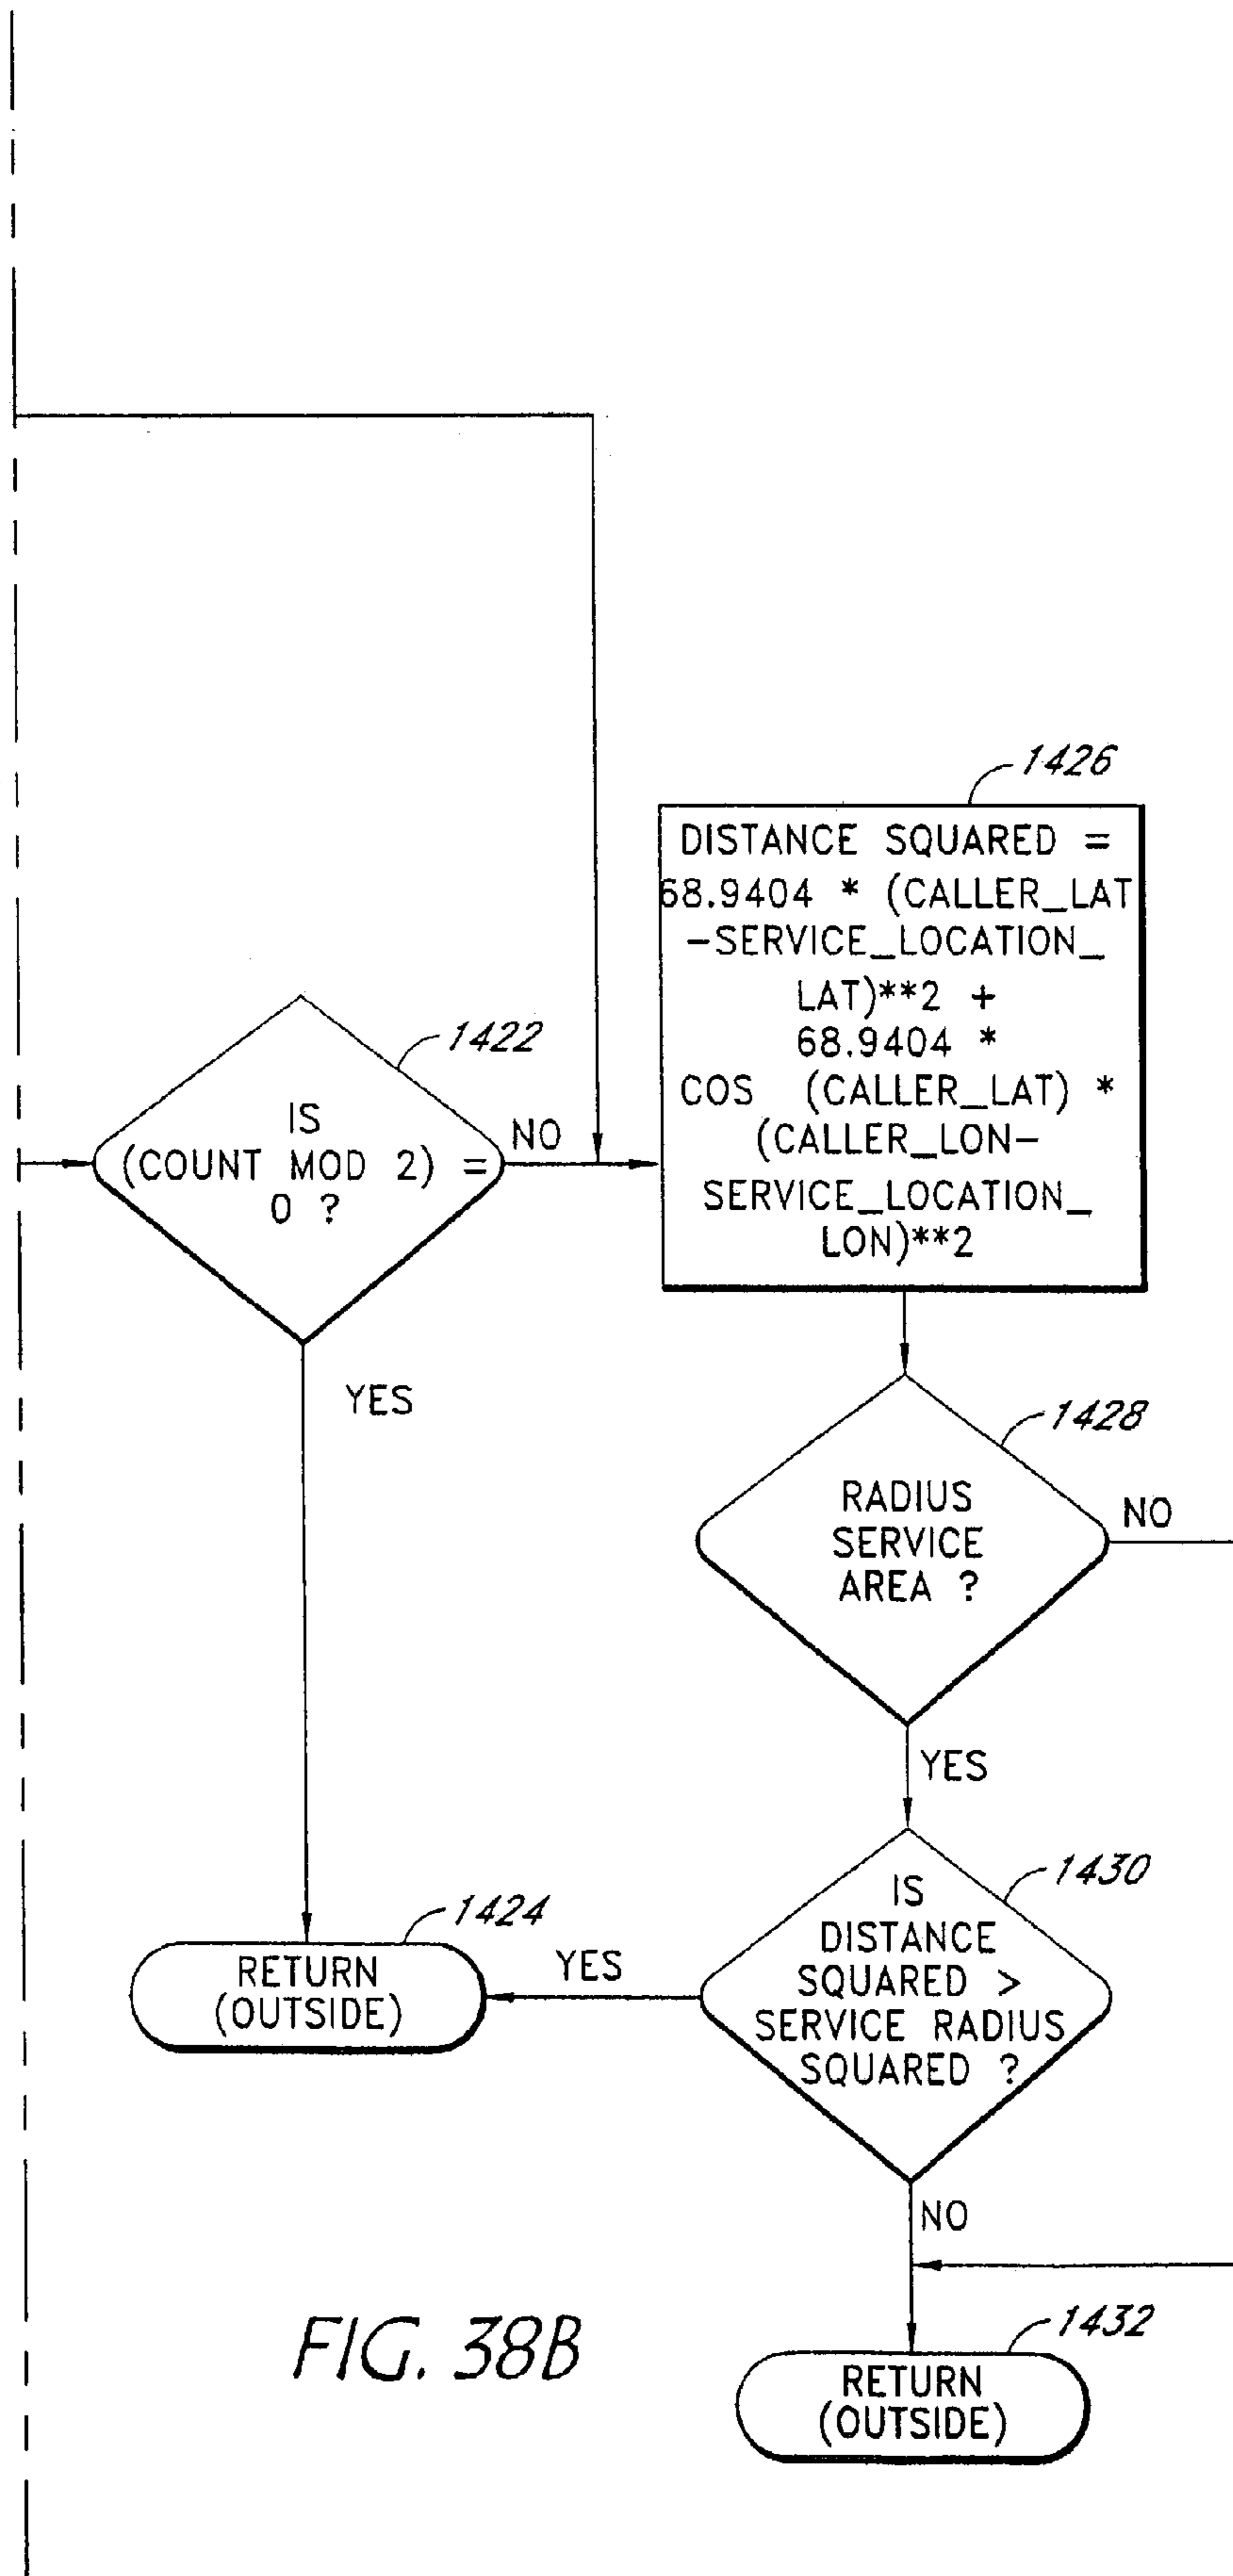 1426
DISTANCE SQUARED =
68.9404 * (CALLER_LAT
-SERVICE_LOCATION_
LAT)**2 +
68.9404 *
COS (CALLER_LAT) *
(CALLER_LON-
SERVICE_LOCATION_
LON)**2
1422
IS
(COUNT MOD 2) =
0 ?
NO
YES
1428
RADIUS
SERVICE
AREA ?
NO
YES
1430
IS
DISTANCE
SQUARED >
SERVICE RADIUS
SQUARED ?
YES
1424
RETURN
(OUTSIDE)
NO
1432
RETURN
(OUTSIDE)
FIG. 38B